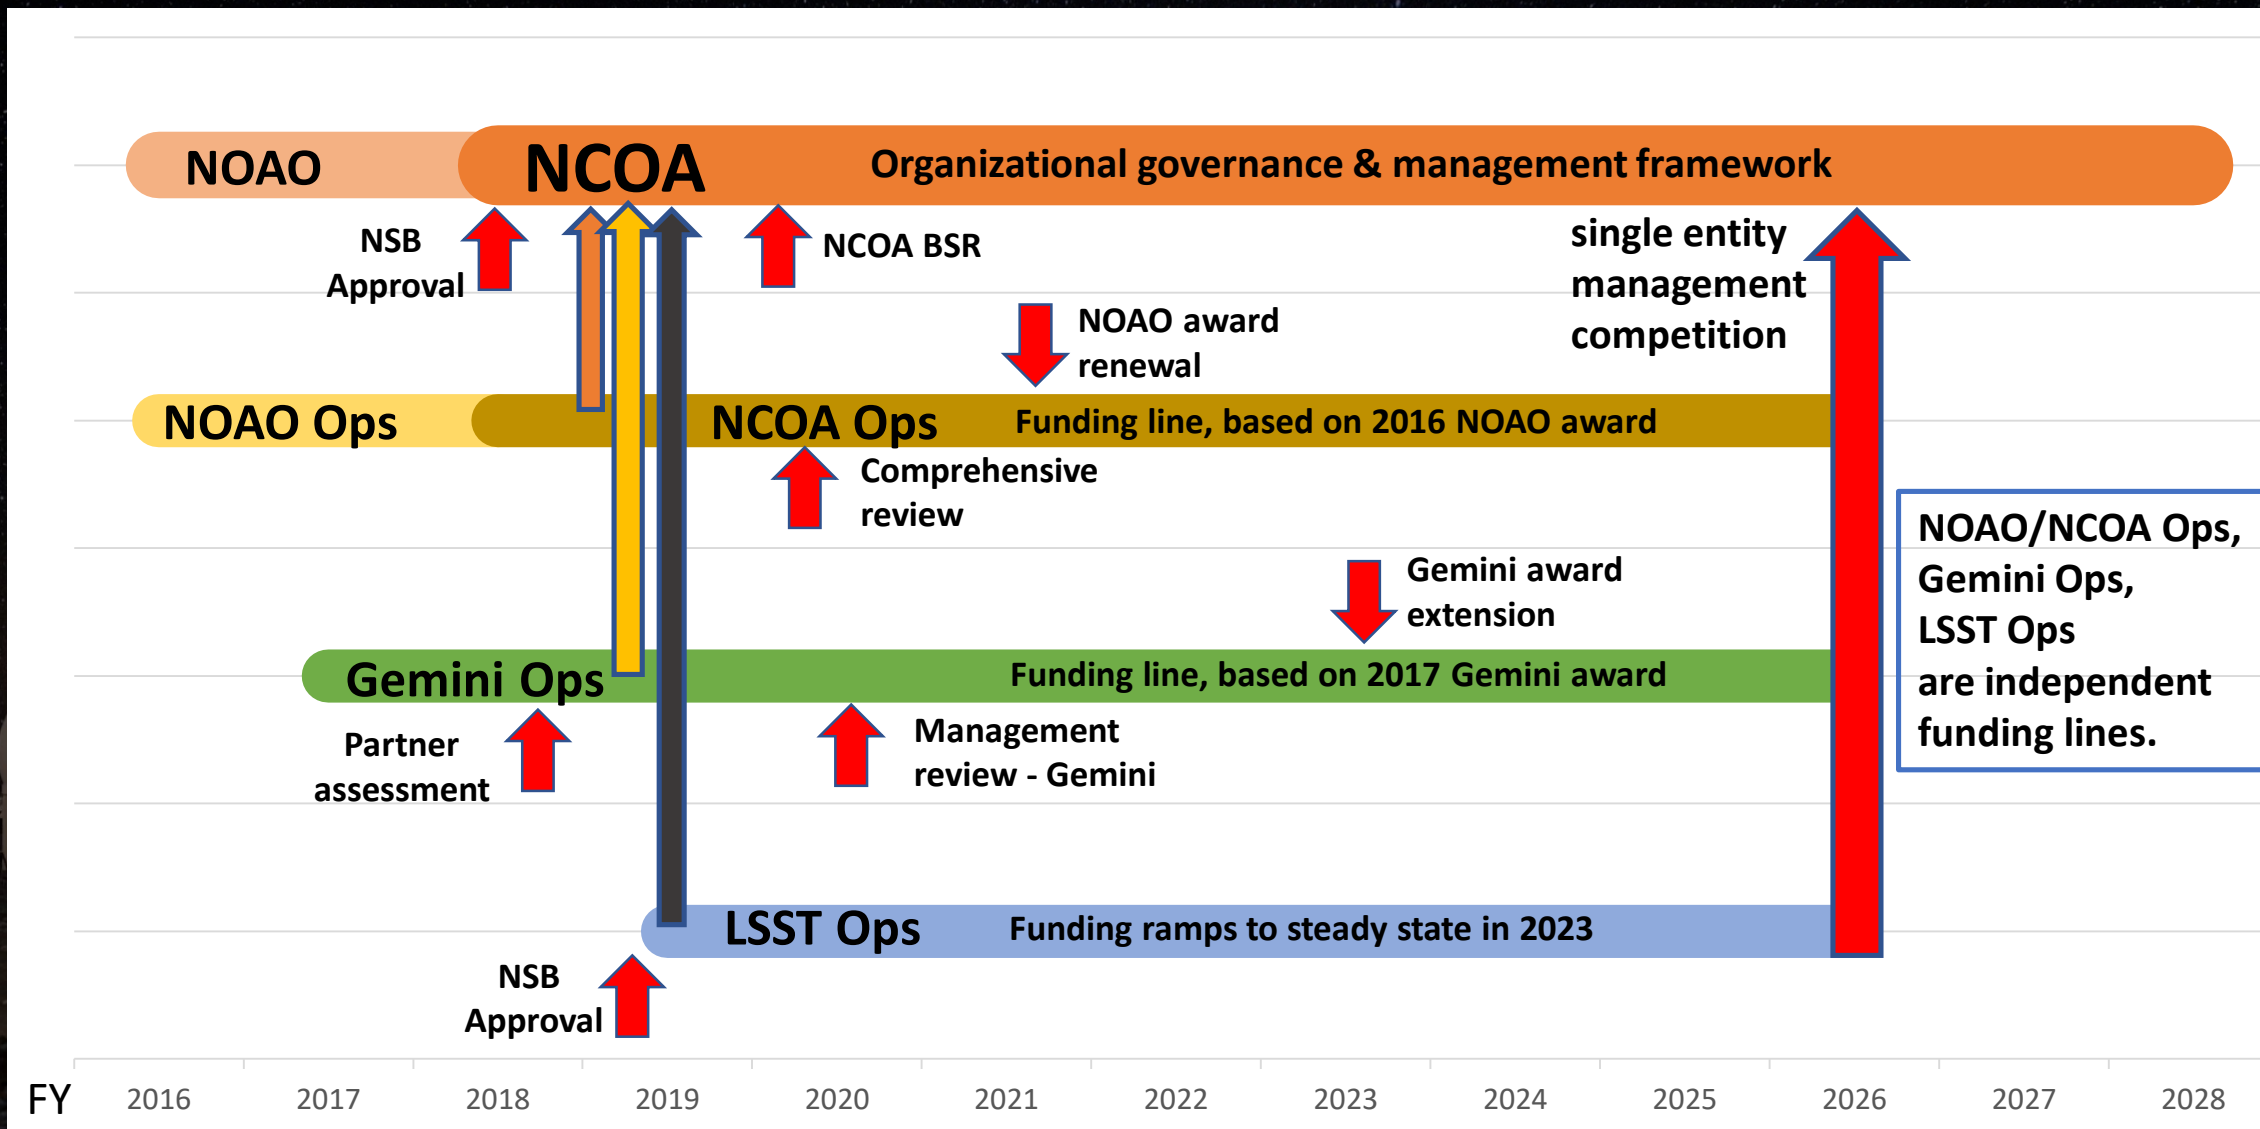 NOAO
NCOA
Organizational governance & management framework
NSB
Approval
NCOA BSR
single entity
management
competition
NOAO award
renewal
NOAO Ops
NCOA Ops
Funding line, based on 2016 NOAO award
Comprehensive
review
NOAO/NCOA Ops,
Gemini Ops,
LSST Ops
are independent
funding lines.
Gemini award
extension
Gemini Ops
Funding line, based on 2017 Gemini award
Partner
assessment
Management
review - Gemini
LSST Ops
Funding ramps to steady state in 2023
NSB
Approval
FY 2016 2017 2018 2019 2020 2021 2022 2023 2024 2025 2026 2027 2028